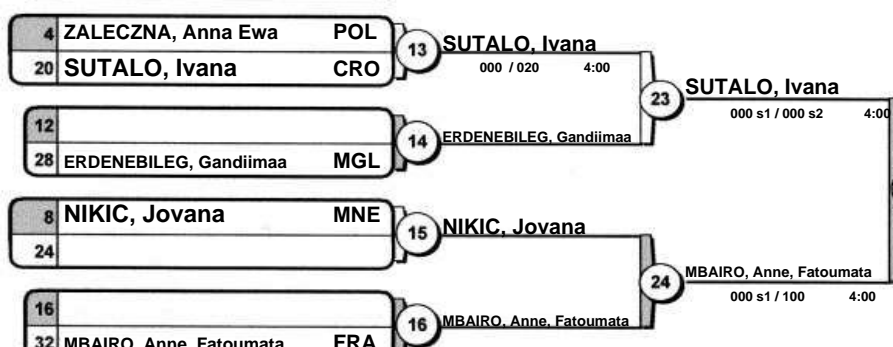 4 ZALECZNA, Anna Ewa POL
20 SUTALO, Ivana CRO
13 SUTALO, Ivana
000 / 020 4:00
23 SUTALO, Ivana
000 s1 / 000 s2 4:00
12
28 ERDENEBILEG, Gandiimaa MGL
14 ERDENEBILEG, Gandiimaa
8 NIKIC, Jovana MNE
24
15 NIKIC, Jovana
24 MBAIRO, Anne, Fatoumata
000 s1 / 100 4:00
16
32 MBAIRO, Anne, Fatoumata FRA
16 MBAIRO, Anne, Fatoumata